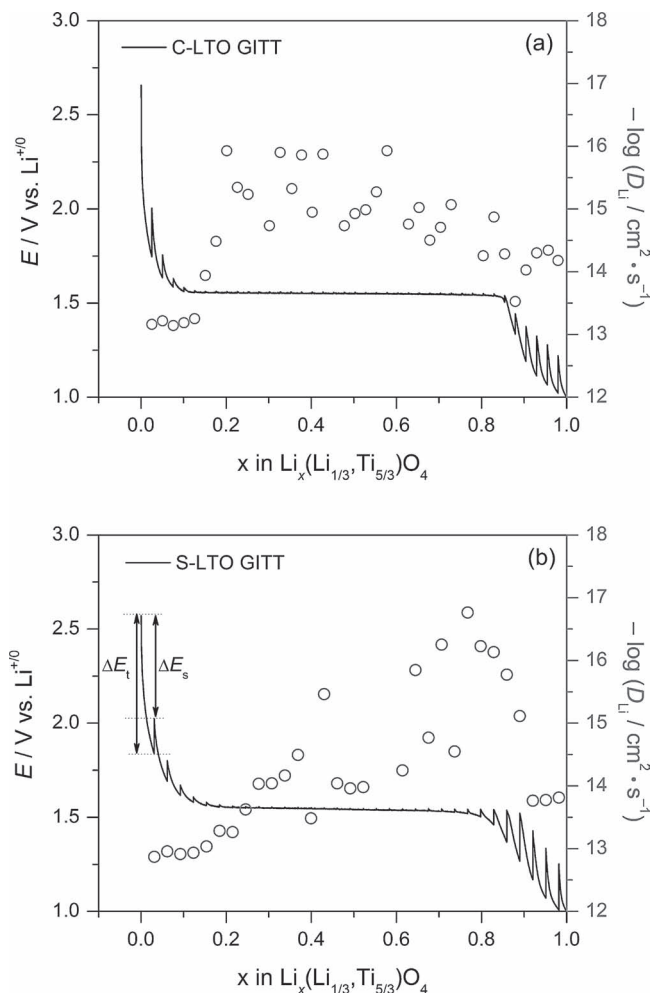 C-LTO GITT
(a)
3.0
2.5
2.0
1.5
1.0
E / V vs. Li⁺/⁰
18
17
16
15
14
13
12
– log (D_Li / cm² • s⁻¹)
0.0 0.2 0.4 0.6 0.8 1.0
x in Liₓ(Li₁/₃,Ti₅/₃)O₄
S-LTO GITT
(b)
3.0
2.5
2.0
1.5
1.0
E / V vs. Li⁺/⁰
ΔEₜ
ΔEₛ
18
17
16
15
14
13
12
– log (D_Li / cm² • s⁻¹)
0.0 0.2 0.4 0.6 0.8 1.0
x in Liₓ(Li₁/₃,Ti₅/₃)O₄